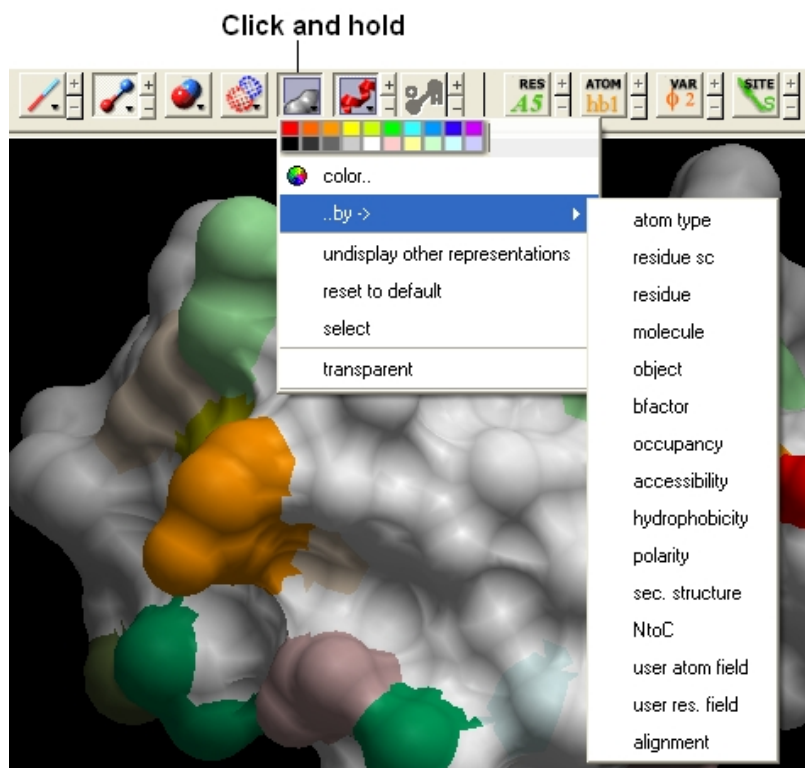 Click and hold
RES
A5
ATOM
hb1
VAR
ϕ 2
SITE
S
color..
..by ->
undisplay other representations
reset to default
select
transparent
atom type
residue sc
residue
molecule
object
bfactor
occupancy
accessibility
hydrophobicity
polarity
sec. structure
NtoC
user atom field
user res. field
alignment